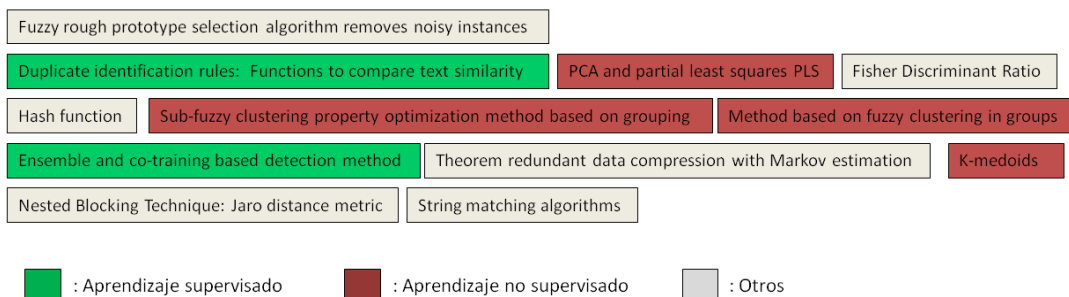 Fuzzy rough prototype selection algorithm removes noisy instances
Duplicate identification rules: Functions to compare text similarity PCA and partial least squares PLS Fisher Discriminant Ratio
Hash function Sub-fuzzy clustering property optimization method based on grouping Method based on fuzzy clustering in groups
Ensemble and co-training based detection method Theorem redundant data compression with Markov estimation K-medoids
Nested Blocking Technique: Jaro distance metric String matching algorithms
: Aprendizaje supervisado : Aprendizaje no supervisado : Otros